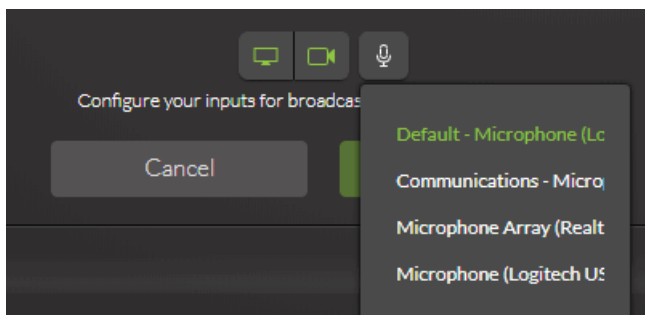 Configure your inputs for broadcas
Cancel
Default - Microphone (Lo
Communications - Micro
Microphone Array (Realt
Microphone (Logitech US